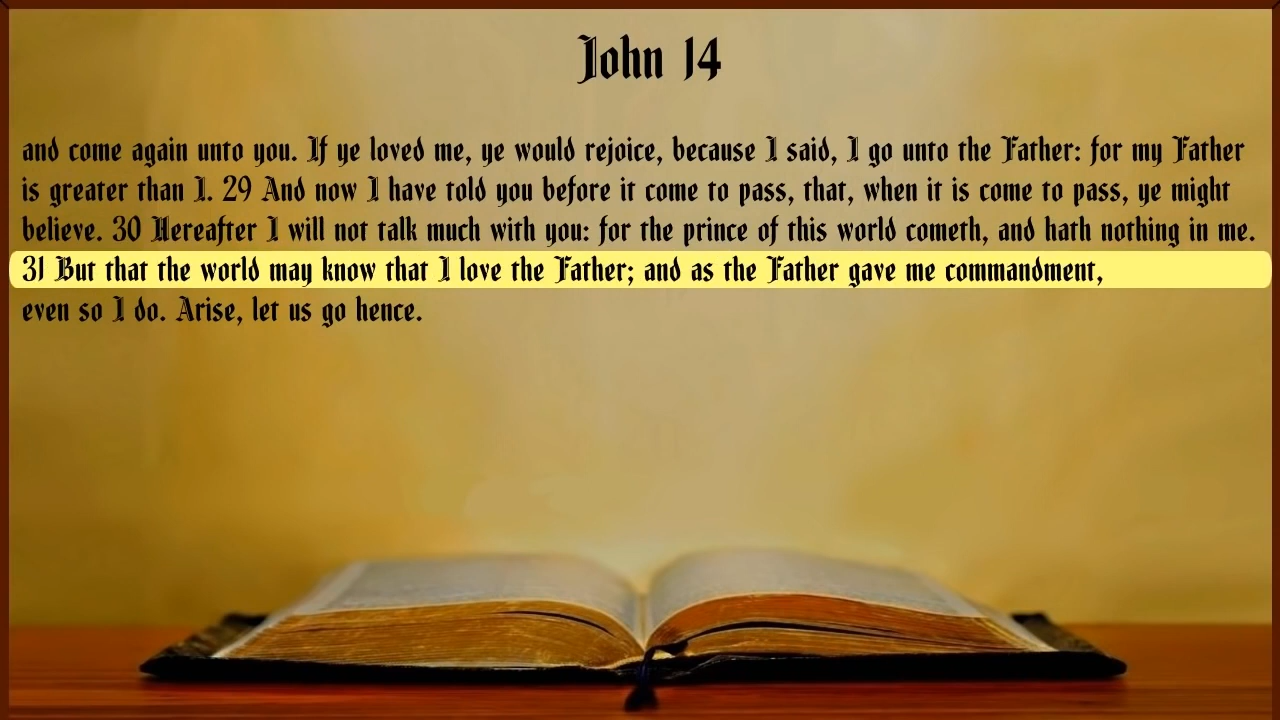 John 14
and come again unto you. If ye loved me, ye would rejoice, because I said, I go unto the Father: for my Father
is greater than I. 29 And now I have told you before it come to pass, that, when it is come to pass, ye might
believe. 30 Hereafter I will not talk much with you: for the prince of this world cometh, and hath nothing in me.
31 But that the world may know that I love the Father; and as the Father gave me commandment,
even so I do. Arise, let us go hence.